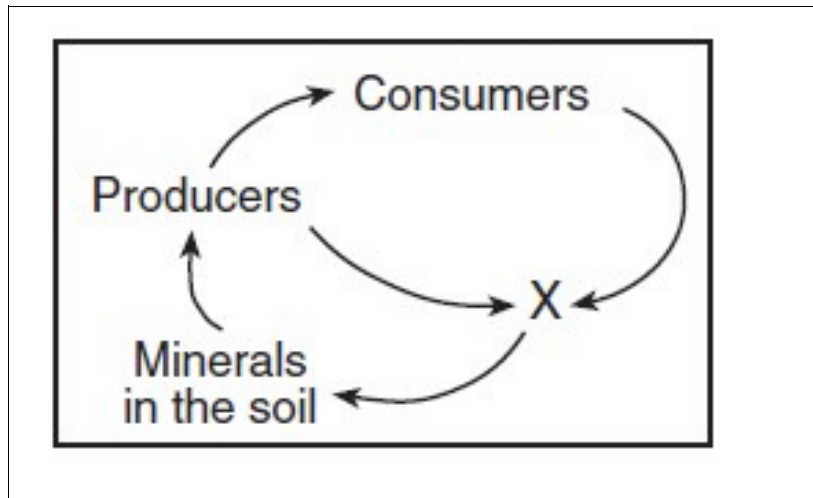 Consumers
Producers
X
Minerals
in the soil